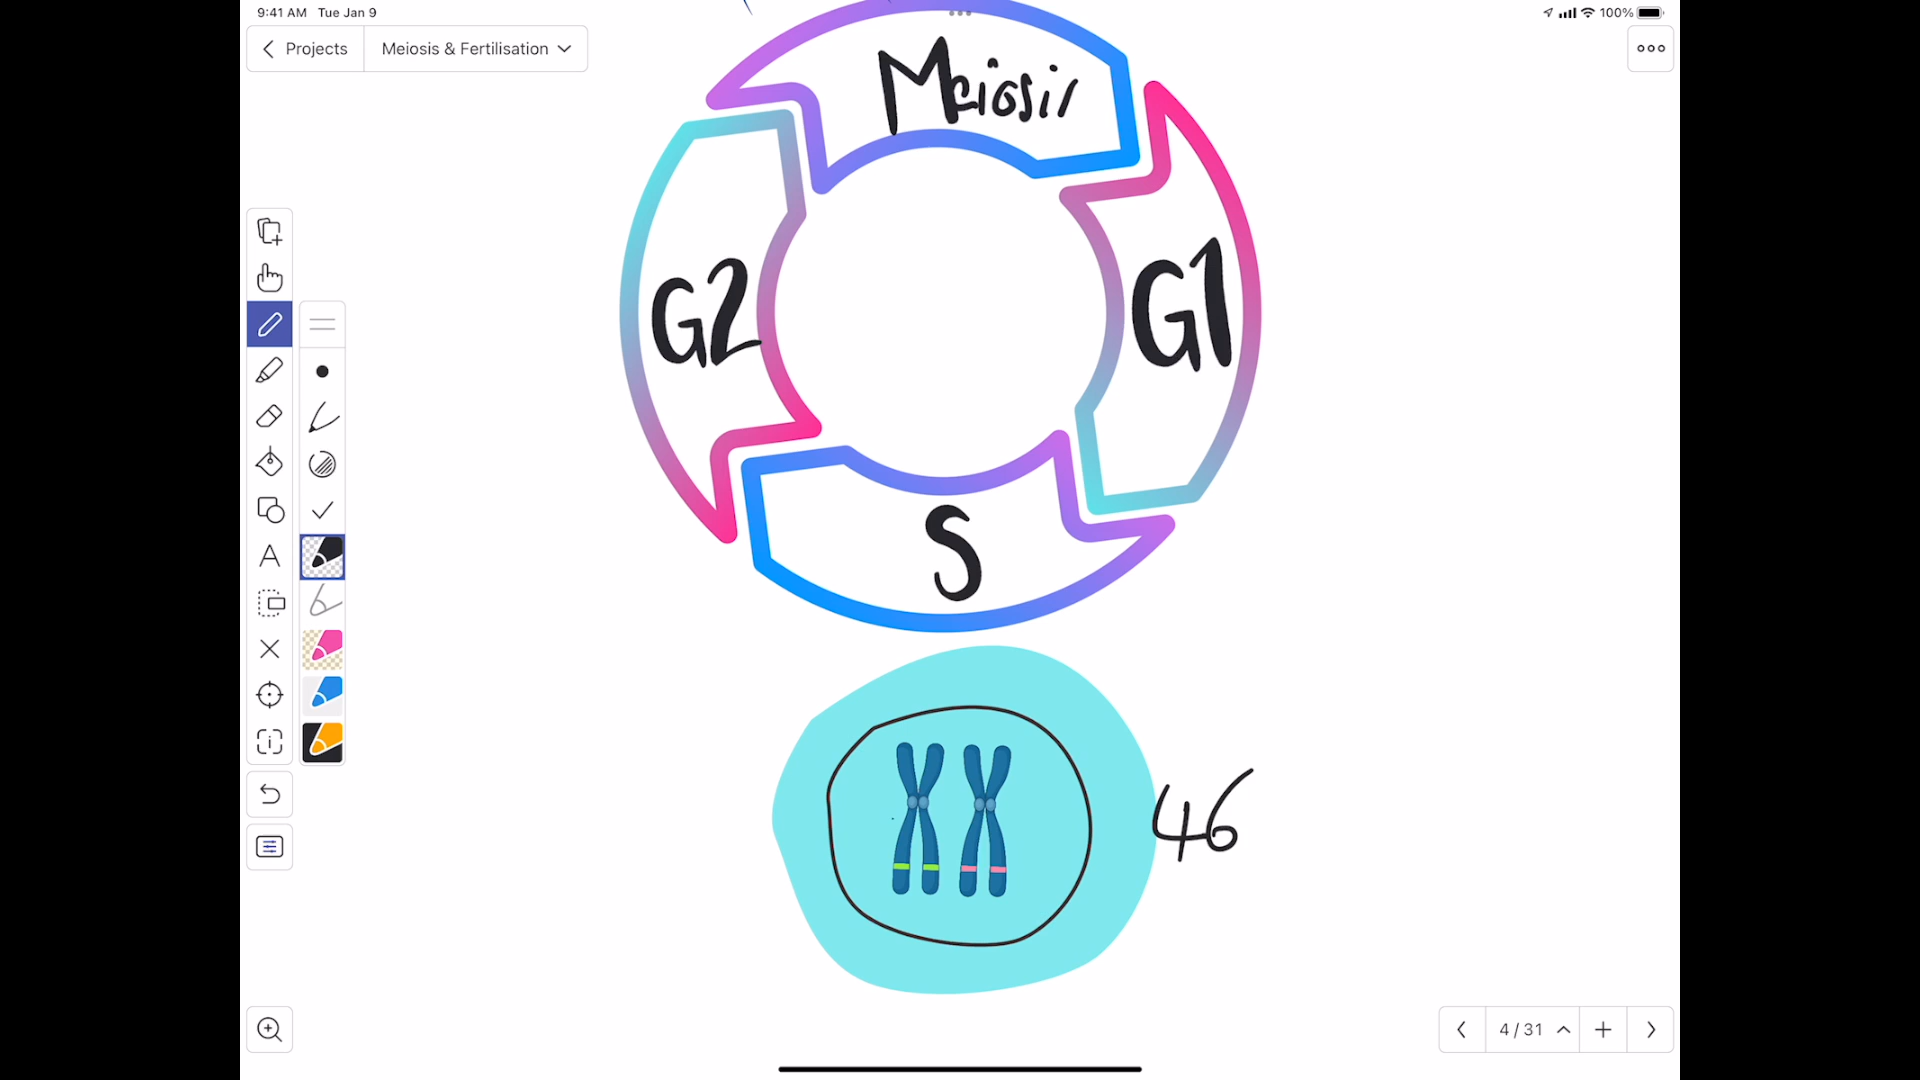 9:41 AM Tue Jan 9
100%
Projects
Meiosis & Fertilisation
Meiosis
G2
G1
S
46
4 / 31